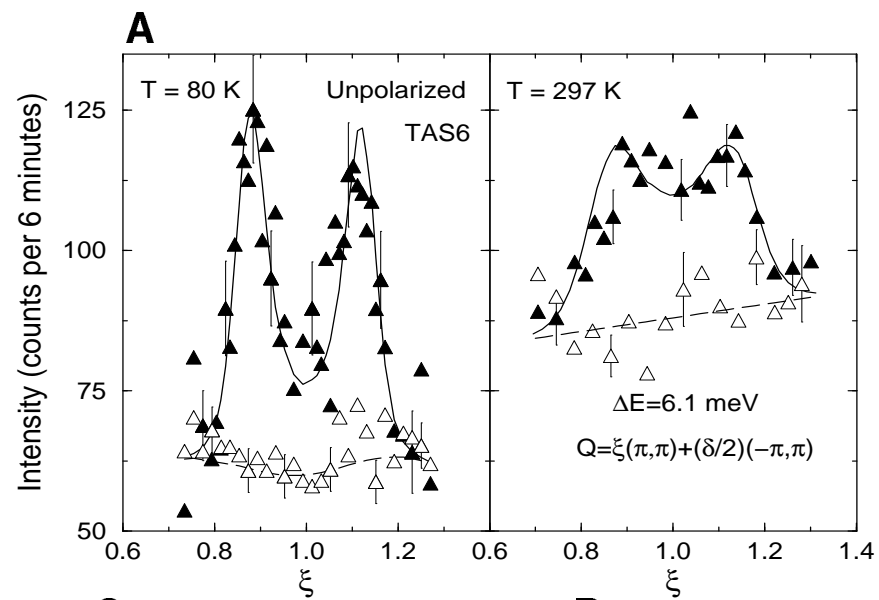 A
T = 80 K
Unpolarized
TAS6
T = 297 K
ΔE=6.1 meV
Q=ξ(π,π)+(δ/2)(−π,π)
Intensity (counts per 6 minutes)
125
100
75
50
0.6 0.8 1.0 1.2 0.6 0.8 1.0 1.2 1.4
ξ ξ